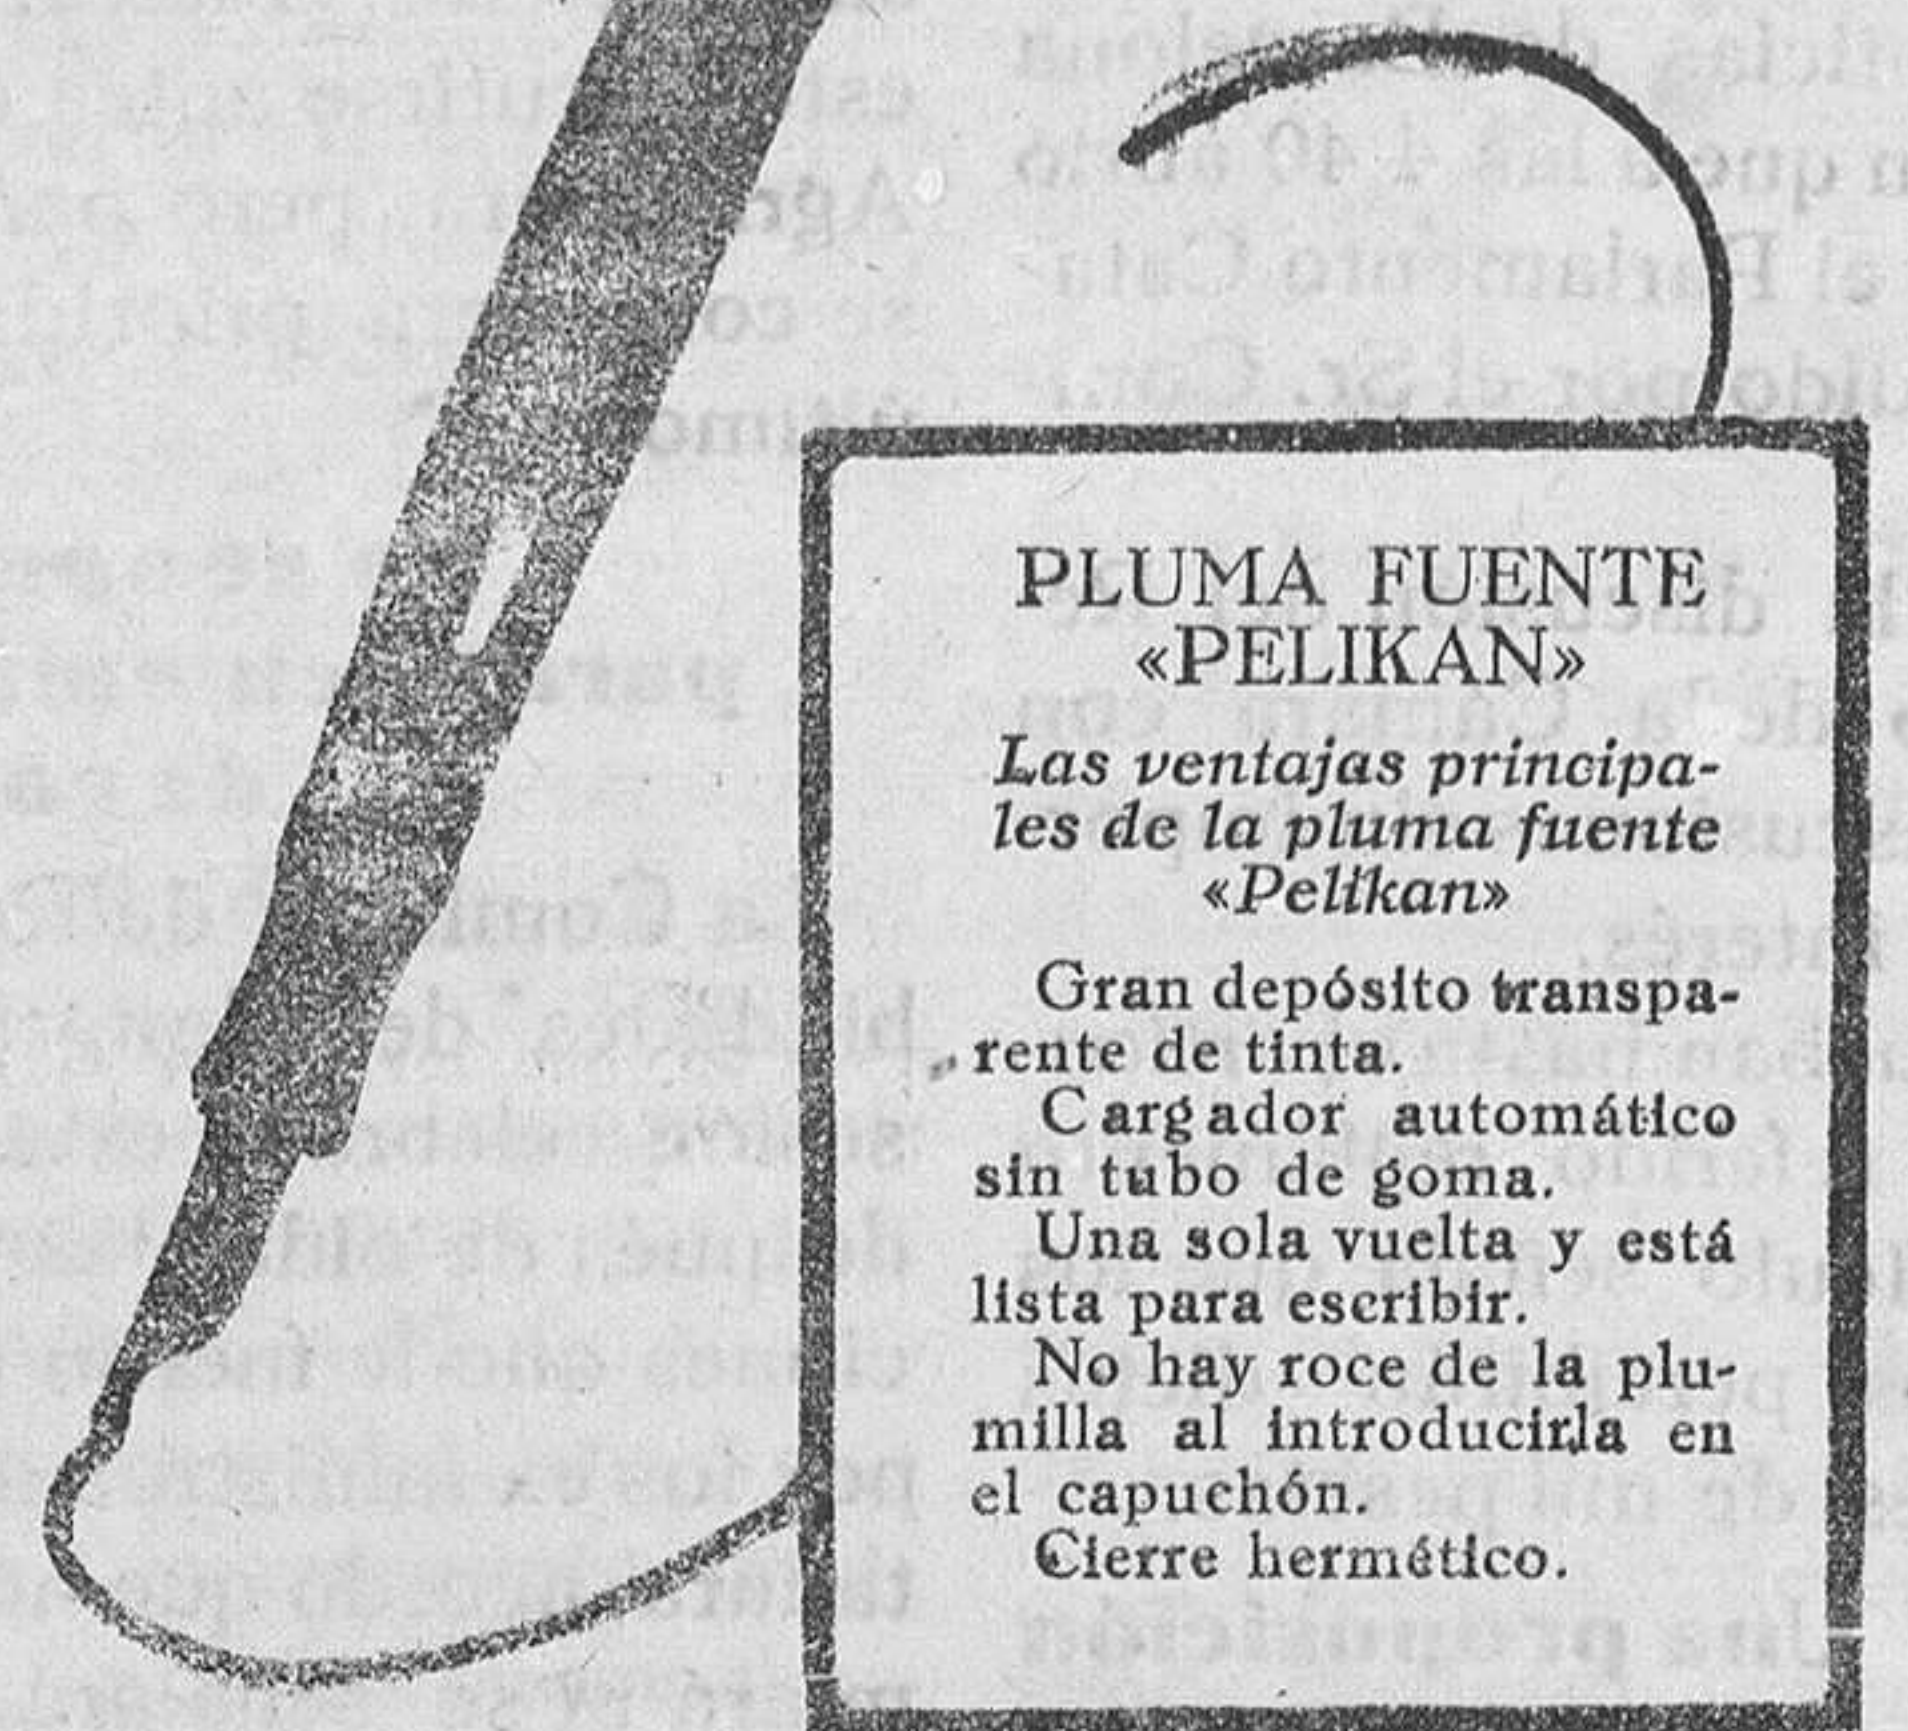 PLUMA FUENTE
«PELIKAN»
Las ventajas principa-
les de la pluma fuente
«Pelikan»
Gran depósito transpa-
rente de tinta.
Cargador automático
sin tubo de goma.
Una sola vuelta y está
lista para escribir.
No hay roce de la plu-
milla al introducirla en
el capuchón.
Cierre hermético.